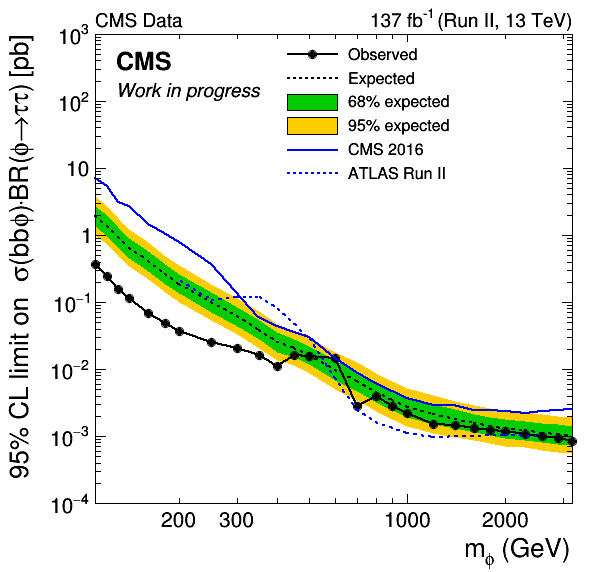 CMS Data 137 fb⁻¹ (Run II, 13 TeV)
CMS
Work in progress
Observed
Expected
68% expected
95% expected
CMS 2016
ATLAS Run II
95% CL limit on σ(bbϕ)·BR(ϕ→ττ) [pb]
10³
10²
10
1
10⁻¹
10⁻²
10⁻³
10⁻⁴
200 300 1000 2000
m_ϕ (GeV)